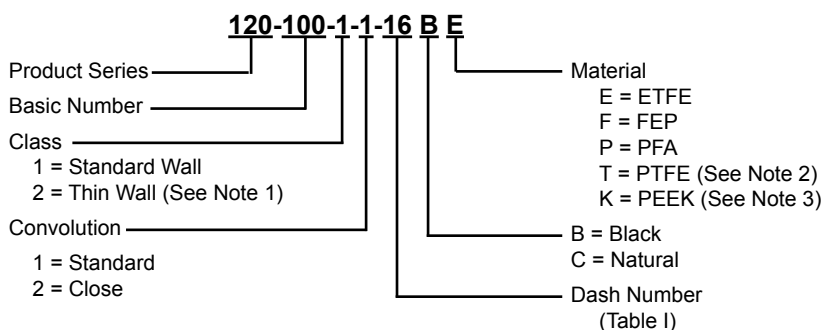 120-100-1-1-16 B E
Product Series
Basic Number
Class
1 = Standard Wall
2 = Thin Wall (See Note 1)
Convolution
1 = Standard
2 = Close
Material
E = ETFE
F = FEP
P = PFA
T = PTFE (See Note 2)
K = PEEK (See Note 3)
B = Black
C = Natural
Dash Number
(Table I)